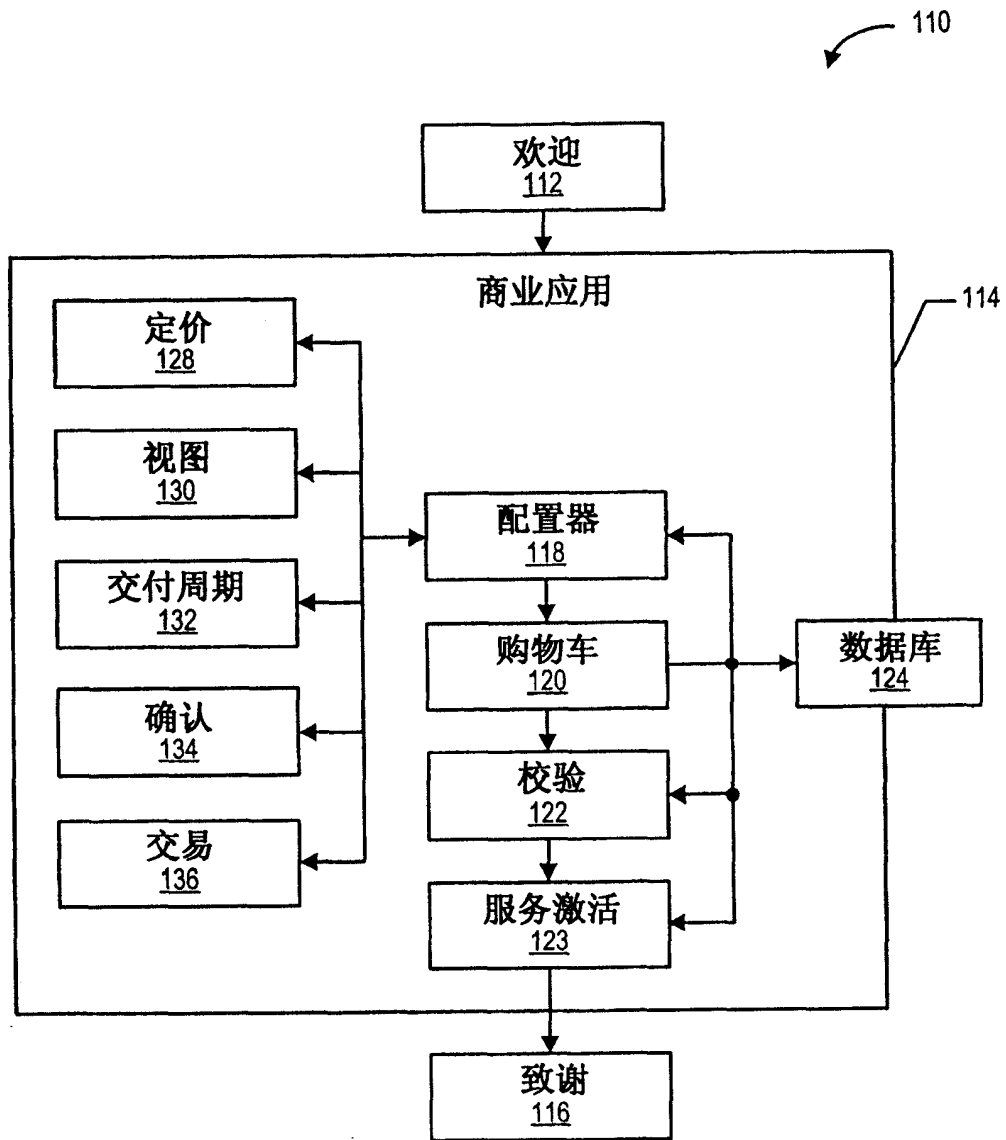 110
欢迎
112
商业应用
114
定价
128
视图
130
配置器
118
交付周期
132
购物车
120
数据库
124
确认
134
校验
122
交易
136
服务激活
123
致谢
116